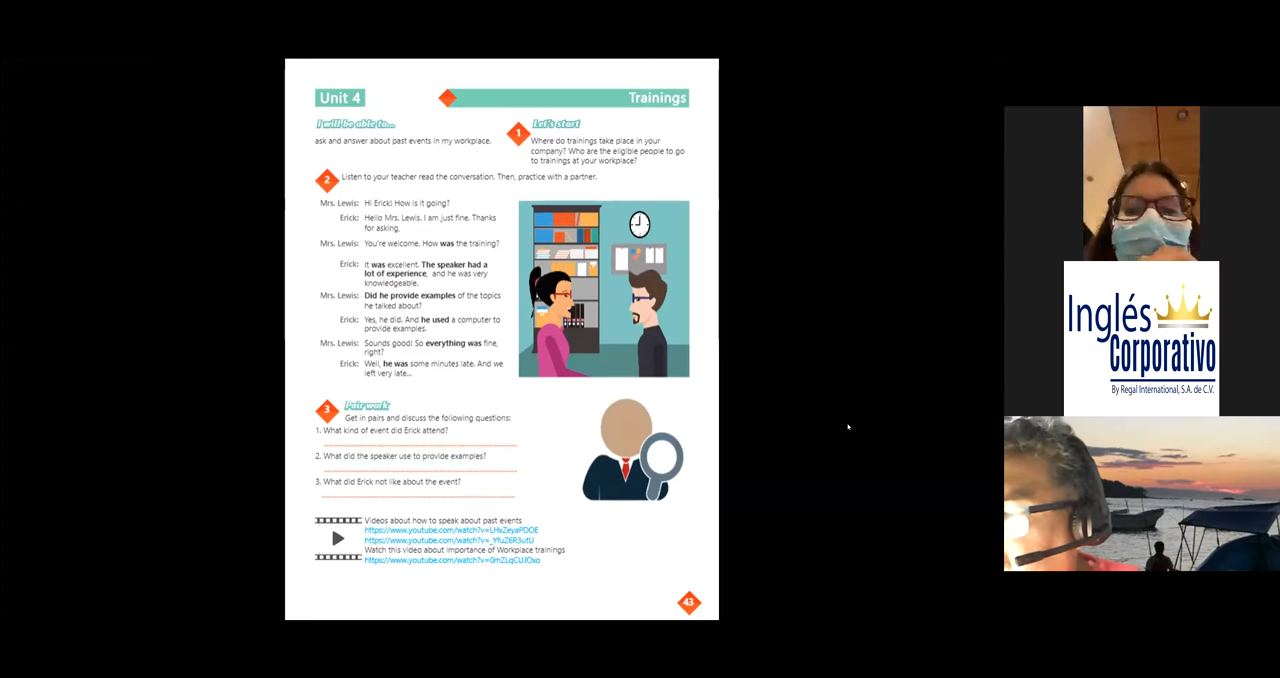 Unit 4
Trainings
I will be able to...
ask and answer about past events in my workplace.
1
Let's start
Where do trainings take place in your
company? Who are the eligible people to go
to trainings at your workplace?
2
Listen to your teacher read the conversation. Then, practice with a partner.
Mrs. Lewis: Hi Erick! How is it going?
Erick: Hello Mrs. Lewis. I am just fine. Thanks
for asking,
Mrs. Lewis: You're welcome. How was the training?
Erick: It was excellent. The speaker had a
lot of experience, and he was very
knowledgeable.
Mrs. Lewis: Did he provide examples of the topics
he talked about?
Erick: Yes, he did. And he used a computer to
provide examples.
Mrs. Lewis: Sounds good! So everything was fine,
right?
Erick: Well, he was some minutes late. And we
left very late...
3
Pair work
Get in pairs and discuss the following questions:
1. What kind of event did Erick attend?
2. What did the speaker use to provide examples?
3. What did Erick not like about the event?
Videos about how to speak about past events
https://www.youtube.com/watch?v=LHxZeyaPDOE
https://www.youtube.com/watch?v=_YfuZ6R3utU
Watch this video about importance of Workplace trainings
https://www.youtube.com/watch?v=0mZLqCUJOxo
43
Inglés
Corporativo
By Regal International, S.A. de C.V.